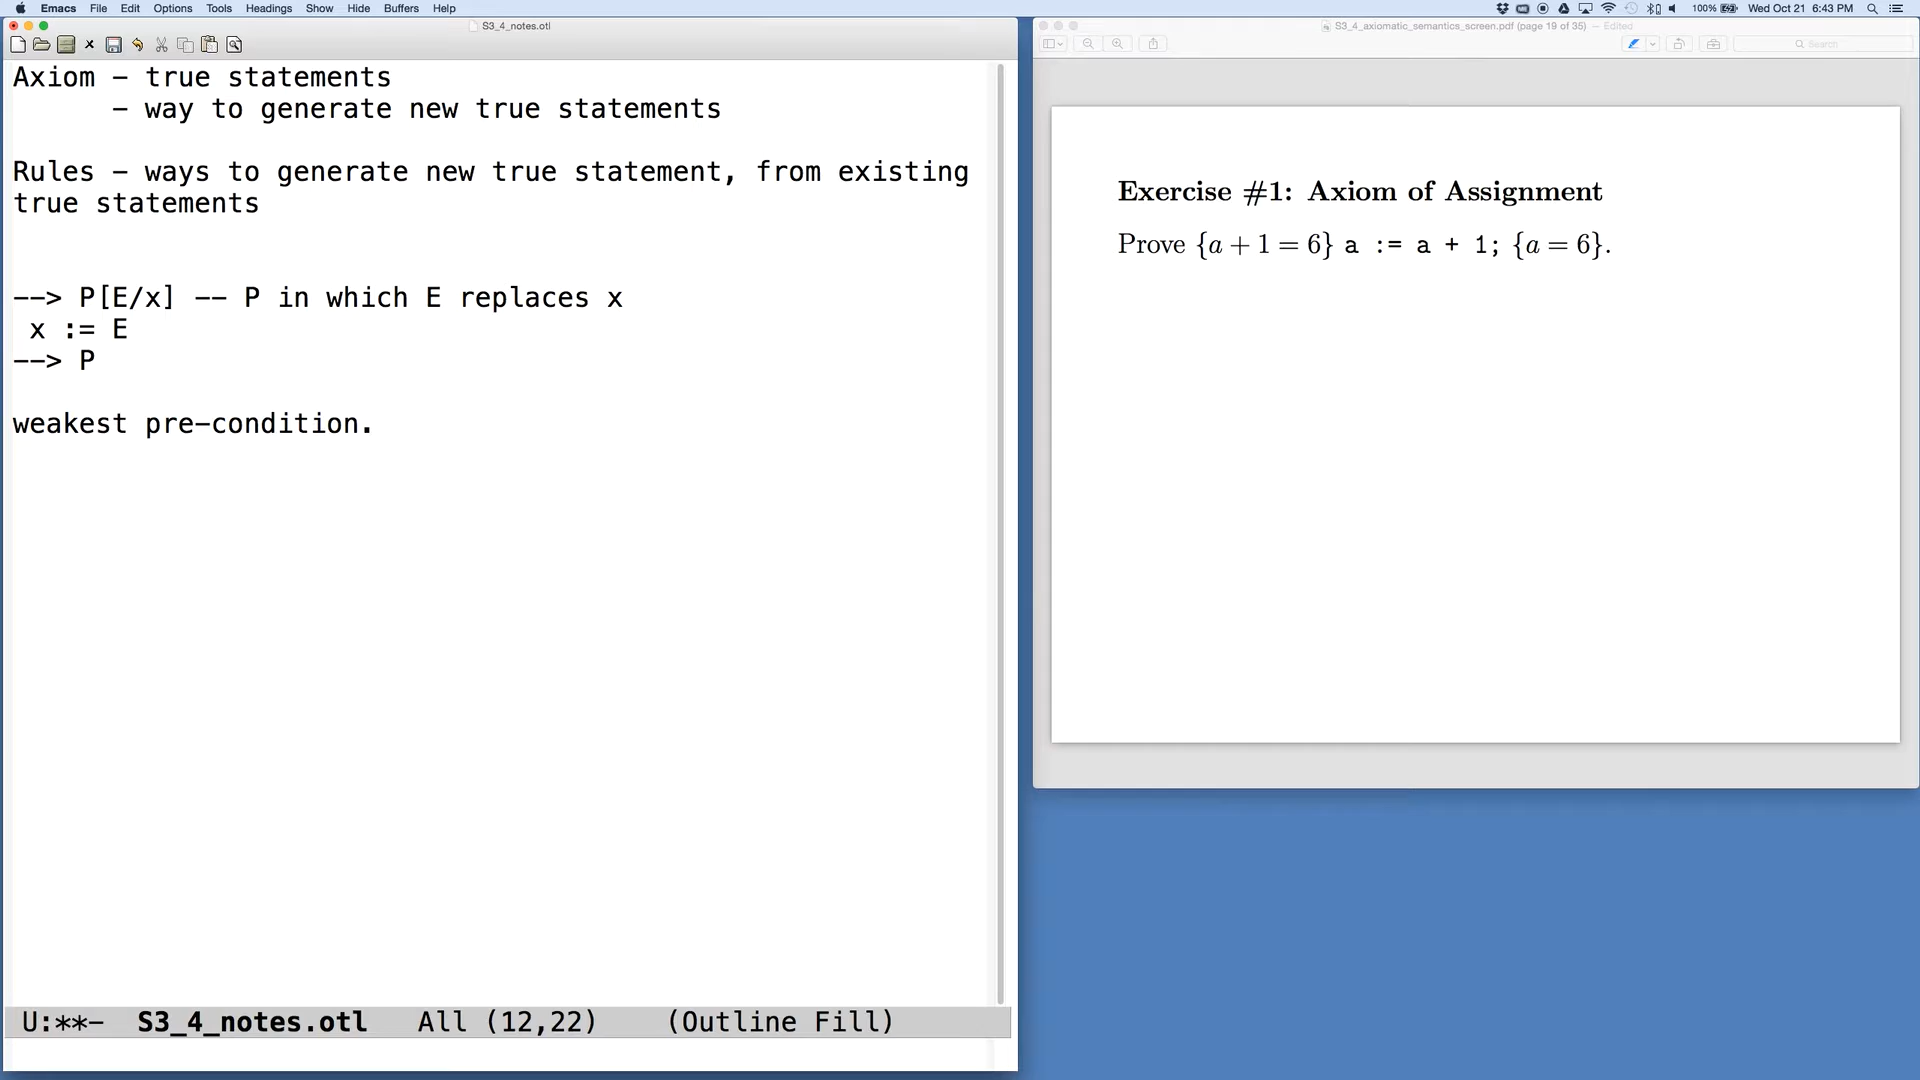 Emacs File Edit Options Tools Headings Show Hide Buffers Help
100% Wed Oct 21 6:43 PM
S3_4_notes.otl
Axiom – true statements
– way to generate new true statements
Rules – ways to generate new true statement, from existing
true statements
––> P[E/x] –– P in which E replaces x
x := E
––> P
weakest pre–condition.
U:**– S3_4_notes.otl All (12,22) (Outline Fill)
S3_4_axiomatic_semantics_screen.pdf (page 19 of 35) — Edited
Search
Exercise #1: Axiom of Assignment
Prove {a + 1 = 6} a := a + 1; {a = 6}.